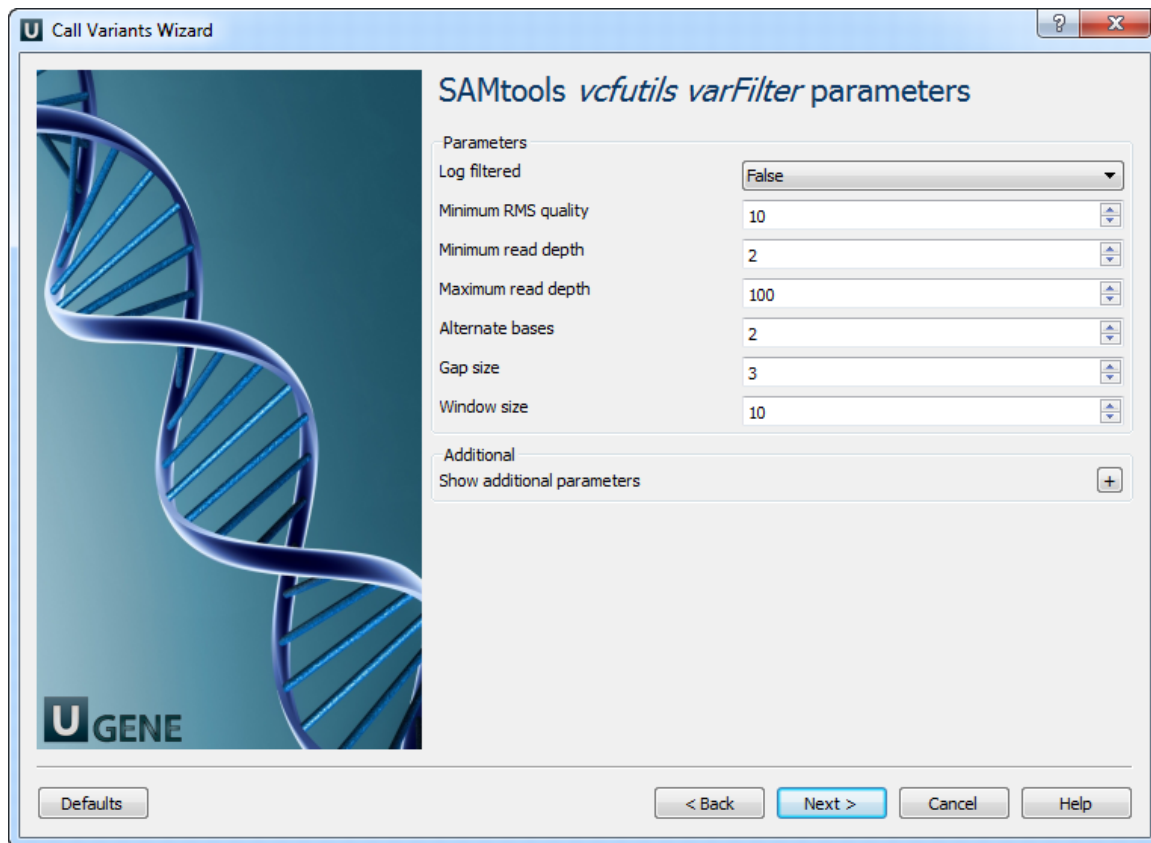 U Call Variants Wizard
? X
SAMtools vcfutils varFilter parameters
Parameters
Log filtered False
Minimum RMS quality 10
Minimum read depth 2
Maximum read depth 100
Alternate bases 2
Gap size 3
Window size 10
Additional
Show additional parameters +
U GENE
Defaults < Back Next > Cancel Help